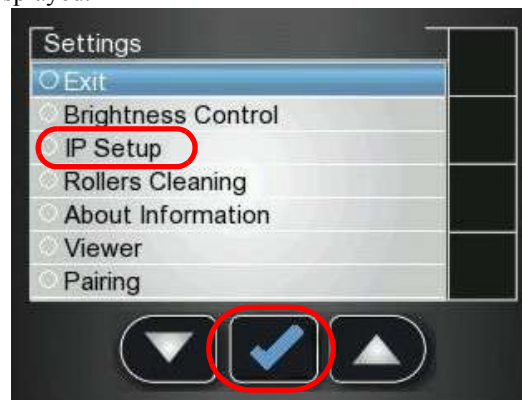 Settings
Exit
Brightness Control
IP Setup
Rollers Cleaning
About Information
Viewer
Pairing